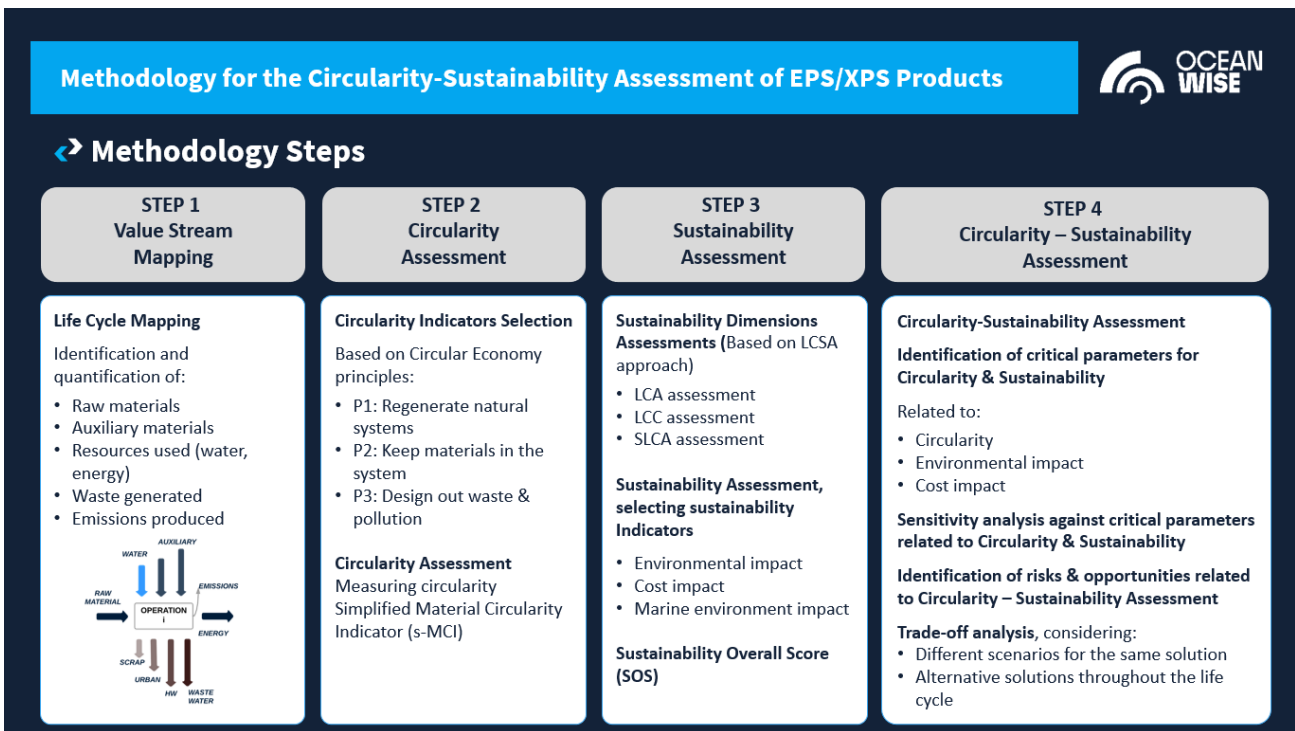 Methodology for the Circularity-Sustainability Assessment of EPS/XPS Products
OCEAN
WISE
Methodology Steps
STEP 1
Value Stream
Mapping
Life Cycle Mapping
Identification and
quantification of:
• Raw materials
• Auxiliary materials
• Resources used (water,
energy)
• Waste generated
• Emissions produced
AUXILIARY
WATER
RAW
MATERIAL
EMISSIONS
OPERATION
i
ENERGY
SCRAP
URBAN
HW
WASTE
WATER
STEP 2
Circularity
Assessment
Circularity Indicators Selection
Based on Circular Economy
principles:
• P1: Regenerate natural
systems
• P2: Keep materials in the
system
• P3: Design out waste &
pollution
Circularity Assessment
Measuring circularity
Simplified Material Circularity
Indicator (s-MCI)
STEP 3
Sustainability
Assessment
Sustainability Dimensions
Assessments (Based on LCSA
approach)
• LCA assessment
• LCC assessment
• SLCA assessment
Sustainability Assessment,
selecting sustainability
Indicators
• Environmental impact
• Cost impact
• Marine environment impact
Sustainability Overall Score
(SOS)
STEP 4
Circularity – Sustainability
Assessment
Circularity-Sustainability Assessment
Identification of critical parameters for
Circularity & Sustainability
Related to:
• Circularity
• Environmental impact
• Cost impact
Sensitivity analysis against critical parameters
related to Circularity & Sustainability
Identification of risks & opportunities related
to Circularity – Sustainability Assessment
Trade-off analysis, considering:
• Different scenarios for the same solution
• Alternative solutions throughout the life
cycle